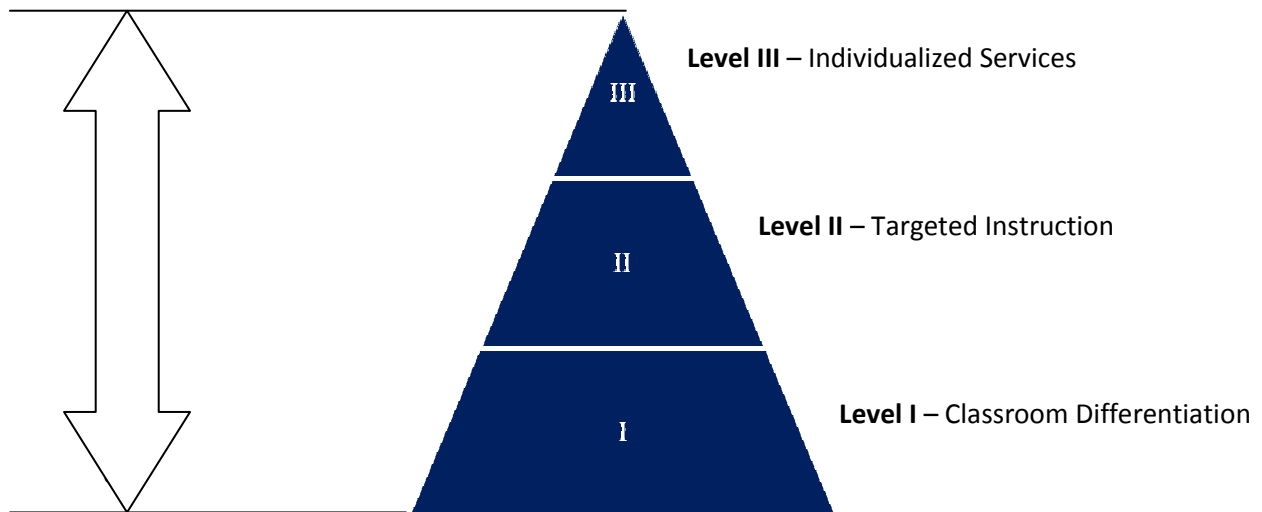 Level III – Individualized Services
III
Level II – Targeted Instruction
II
Level I – Classroom Differentiation
I